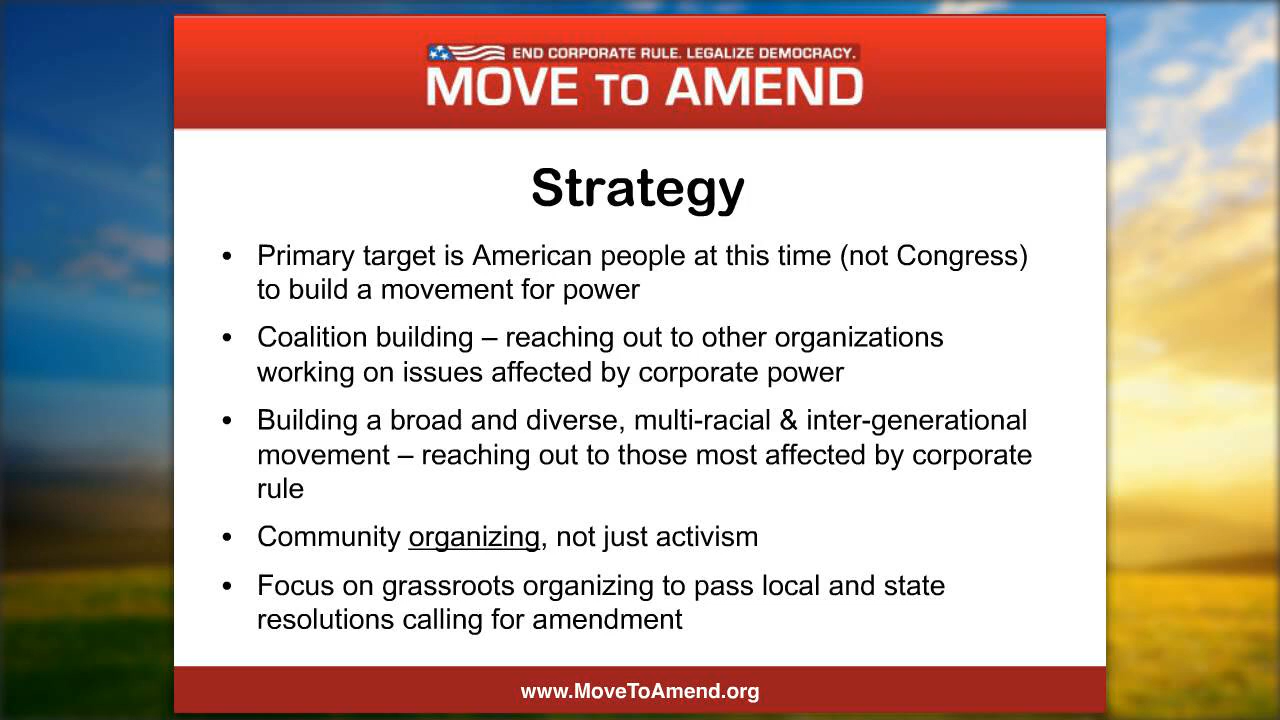 END CORPORATE RULE. LEGALIZE DEMOCRACY.
MOVE TO AMEND
Strategy
• Primary target is American people at this time (not Congress)
to build a movement for power
• Coalition building – reaching out to other organizations
working on issues affected by corporate power
• Building a broad and diverse, multi-racial & inter-generational
movement – reaching out to those most affected by corporate
rule
• Community organizing, not just activism
• Focus on grassroots organizing to pass local and state
resolutions calling for amendment
www.MoveToAmend.org